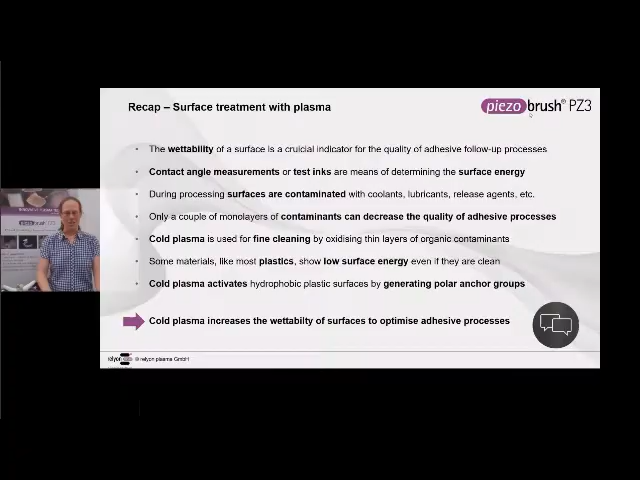 Recap – Surface treatment with plasma
piezobrush® PZ3
• The wettability of a surface is a cruicial indicator for the quality of adhesive follow-up processes
• Contact angle measurements or test inks are means of determining the surface energy
• During processing surfaces are contaminated with coolants, lubricants, release agents, etc.
• Only a couple of monolayers of contaminants can decrease the quality of adhesive processes
• Cold plasma is used for fine cleaning by oxidising thin layers of organic contaminants
• Some materials, like most plastics, show low surface energy even if they are clean
• Cold plasma activates hydrophobic plastic surfaces by generating polar anchor groups
Cold plasma increases the wettabilty of surfaces to optimise adhesive processes
relyon plasma
© relyon plasma GmbH